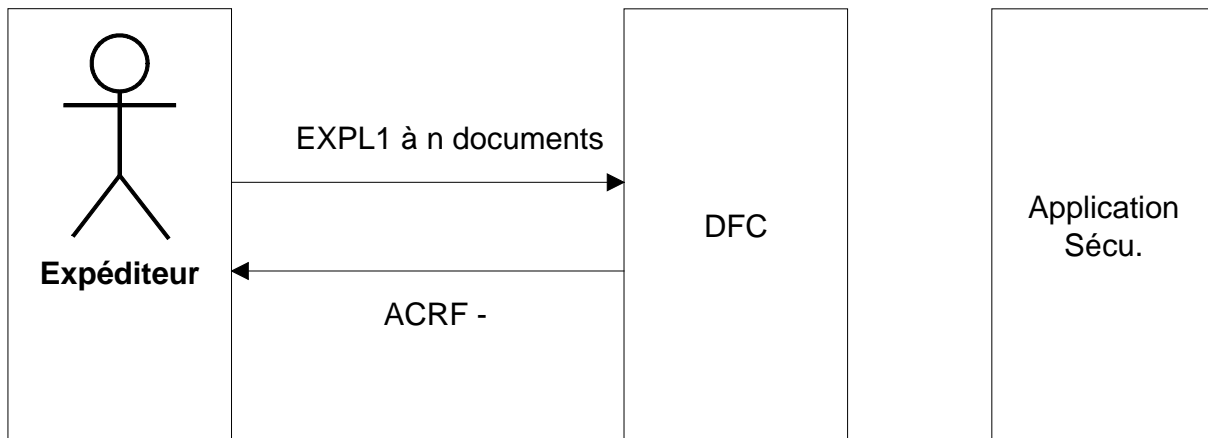 EXPL1 à n documents
DFC
Application
Sécu.
Expéditeur
ACRF -